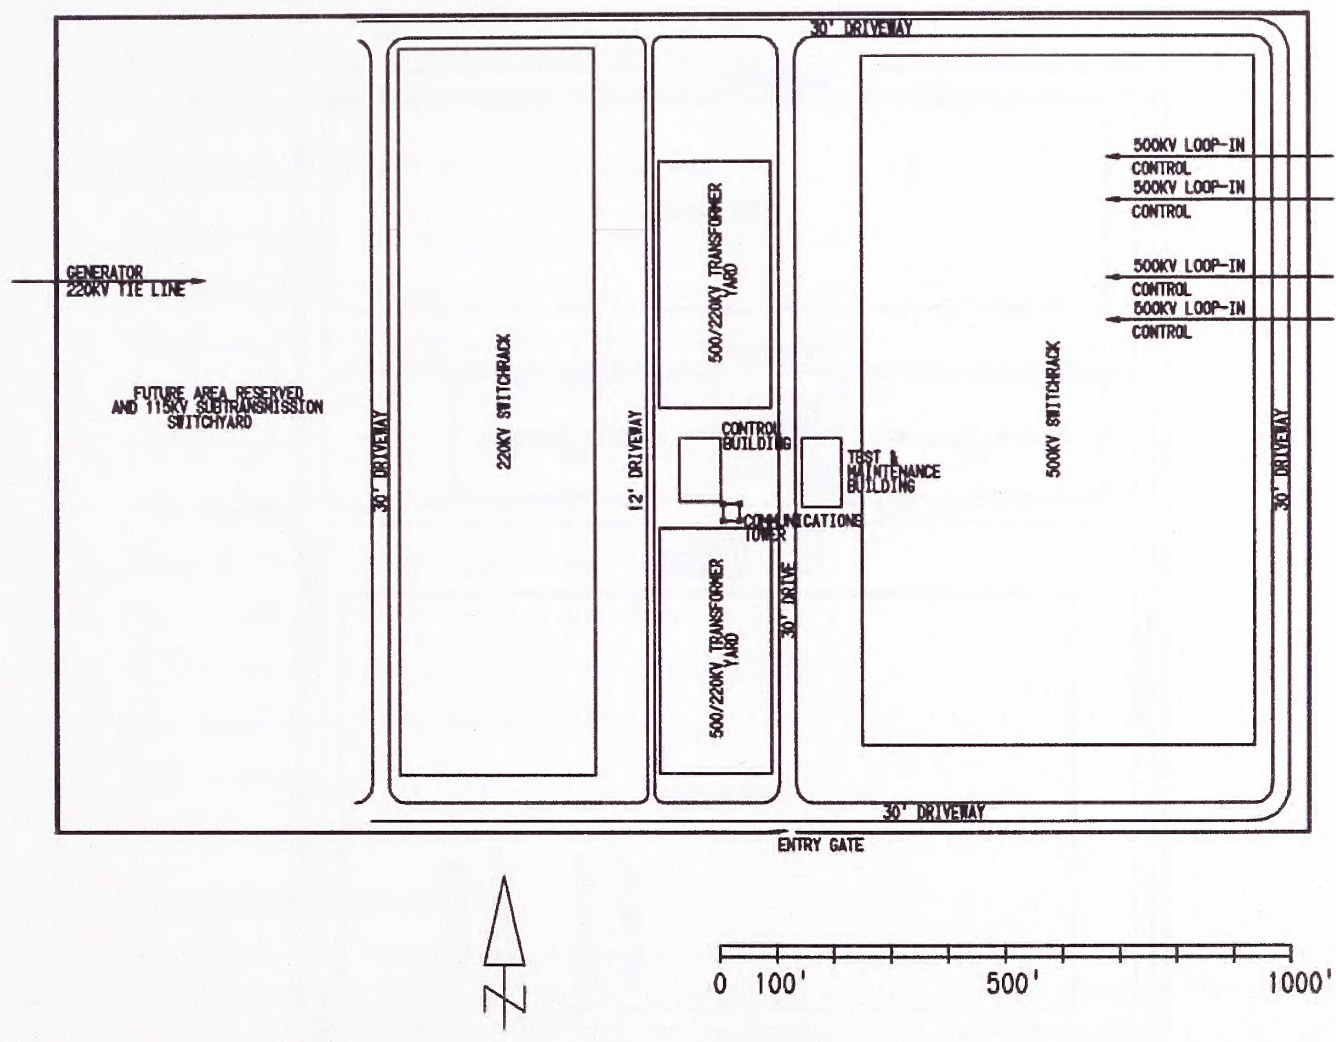 30' DRIVEWAY
500KV LOOP-IN
CONTROL
500KV LOOP-IN
CONTROL
500KV LOOP-IN
CONTROL
500KV LOOP-IN
CONTROL
GENERATOR
220KV TIE LINE
FUTURE AREA RESERVED
AND 115KV SUBTRANSMISSION
SWITCHYARD
30' DRIVEWAY
220KV SWITCHRACK
12' DRIVEWAY
500/220KV TRANSFORMER
YARD
CONTROL
BUILDING
TEST &
MAINTENANCE
BUILDING
COMMUNICATIONS
TOWER
500/220KV TRANSFORMER
YARD
30' DRIVE
500KV SWITCHRACK
30' DRIVEWAY
30' DRIVEWAY
ENTRY GATE
N
0 100' 500' 1000'